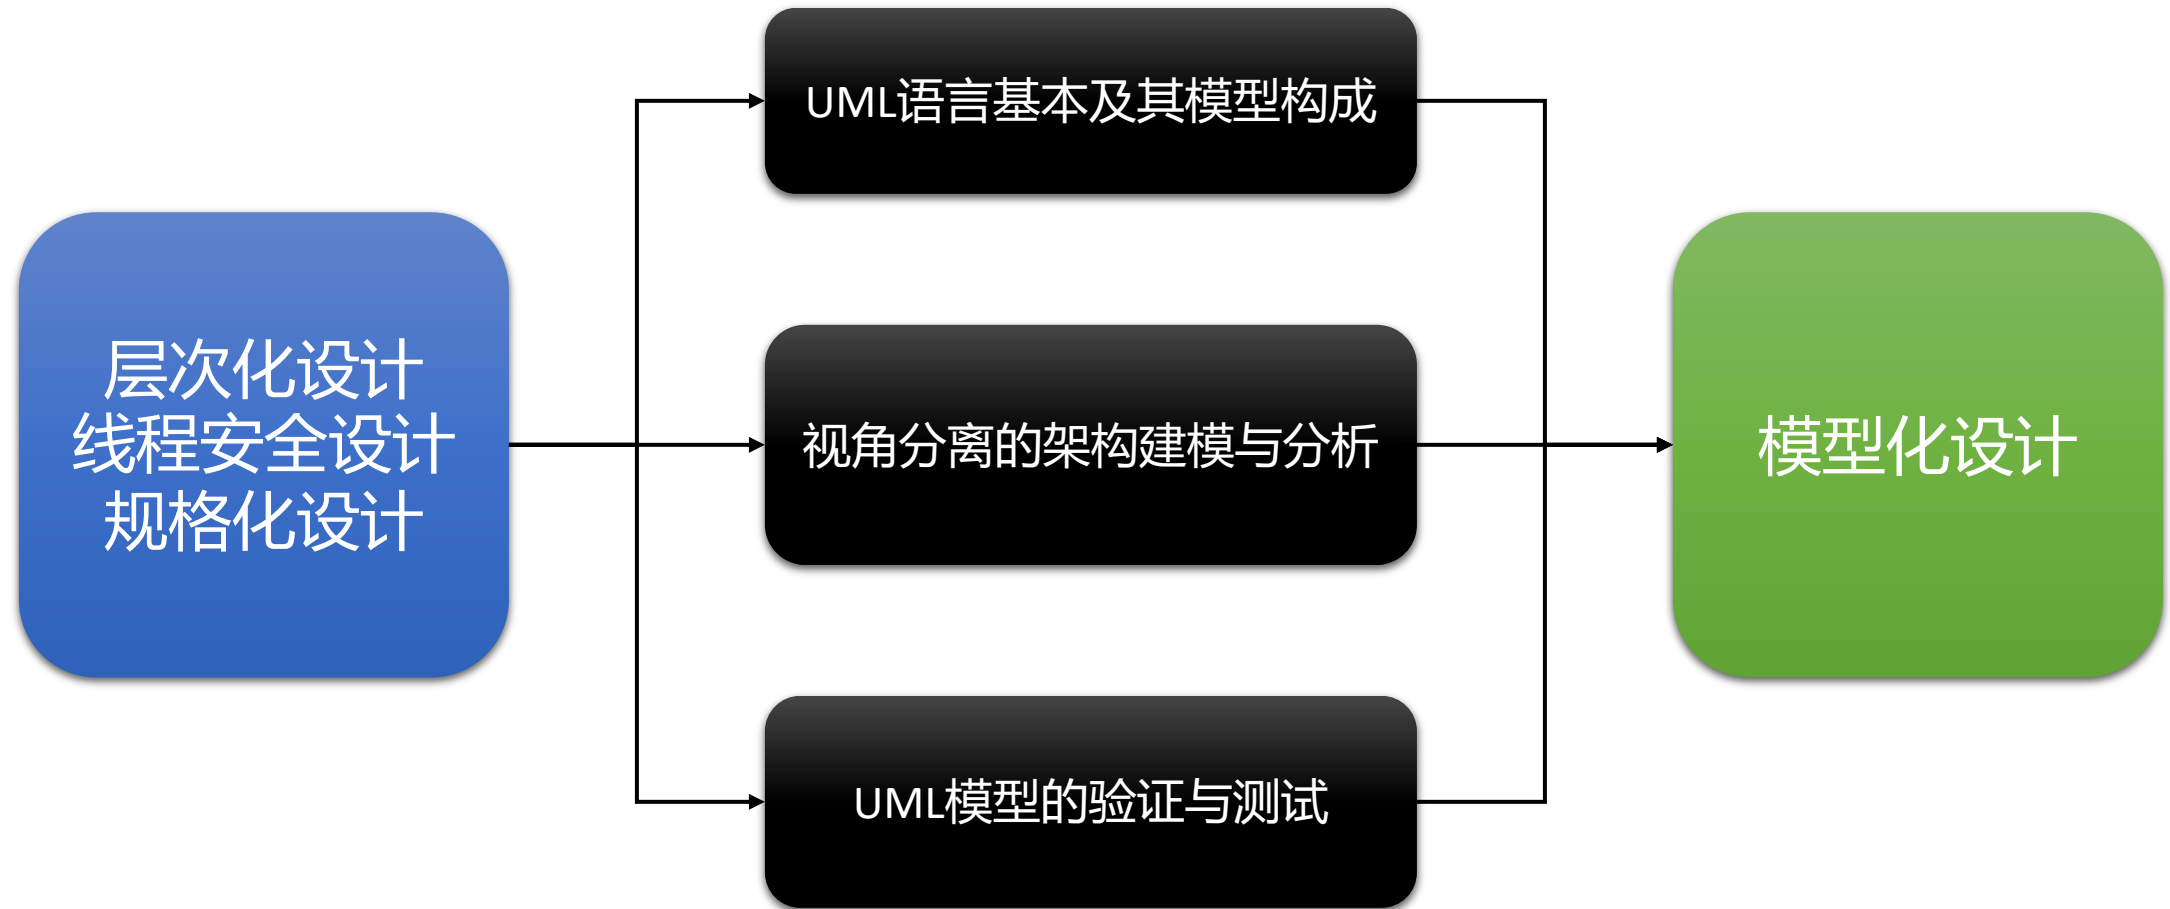 层次化设计
线程安全设计
规格化设计
UML语言基本及其模型构成
视角分离的架构建模与分析
UML模型的验证与测试
模型化设计